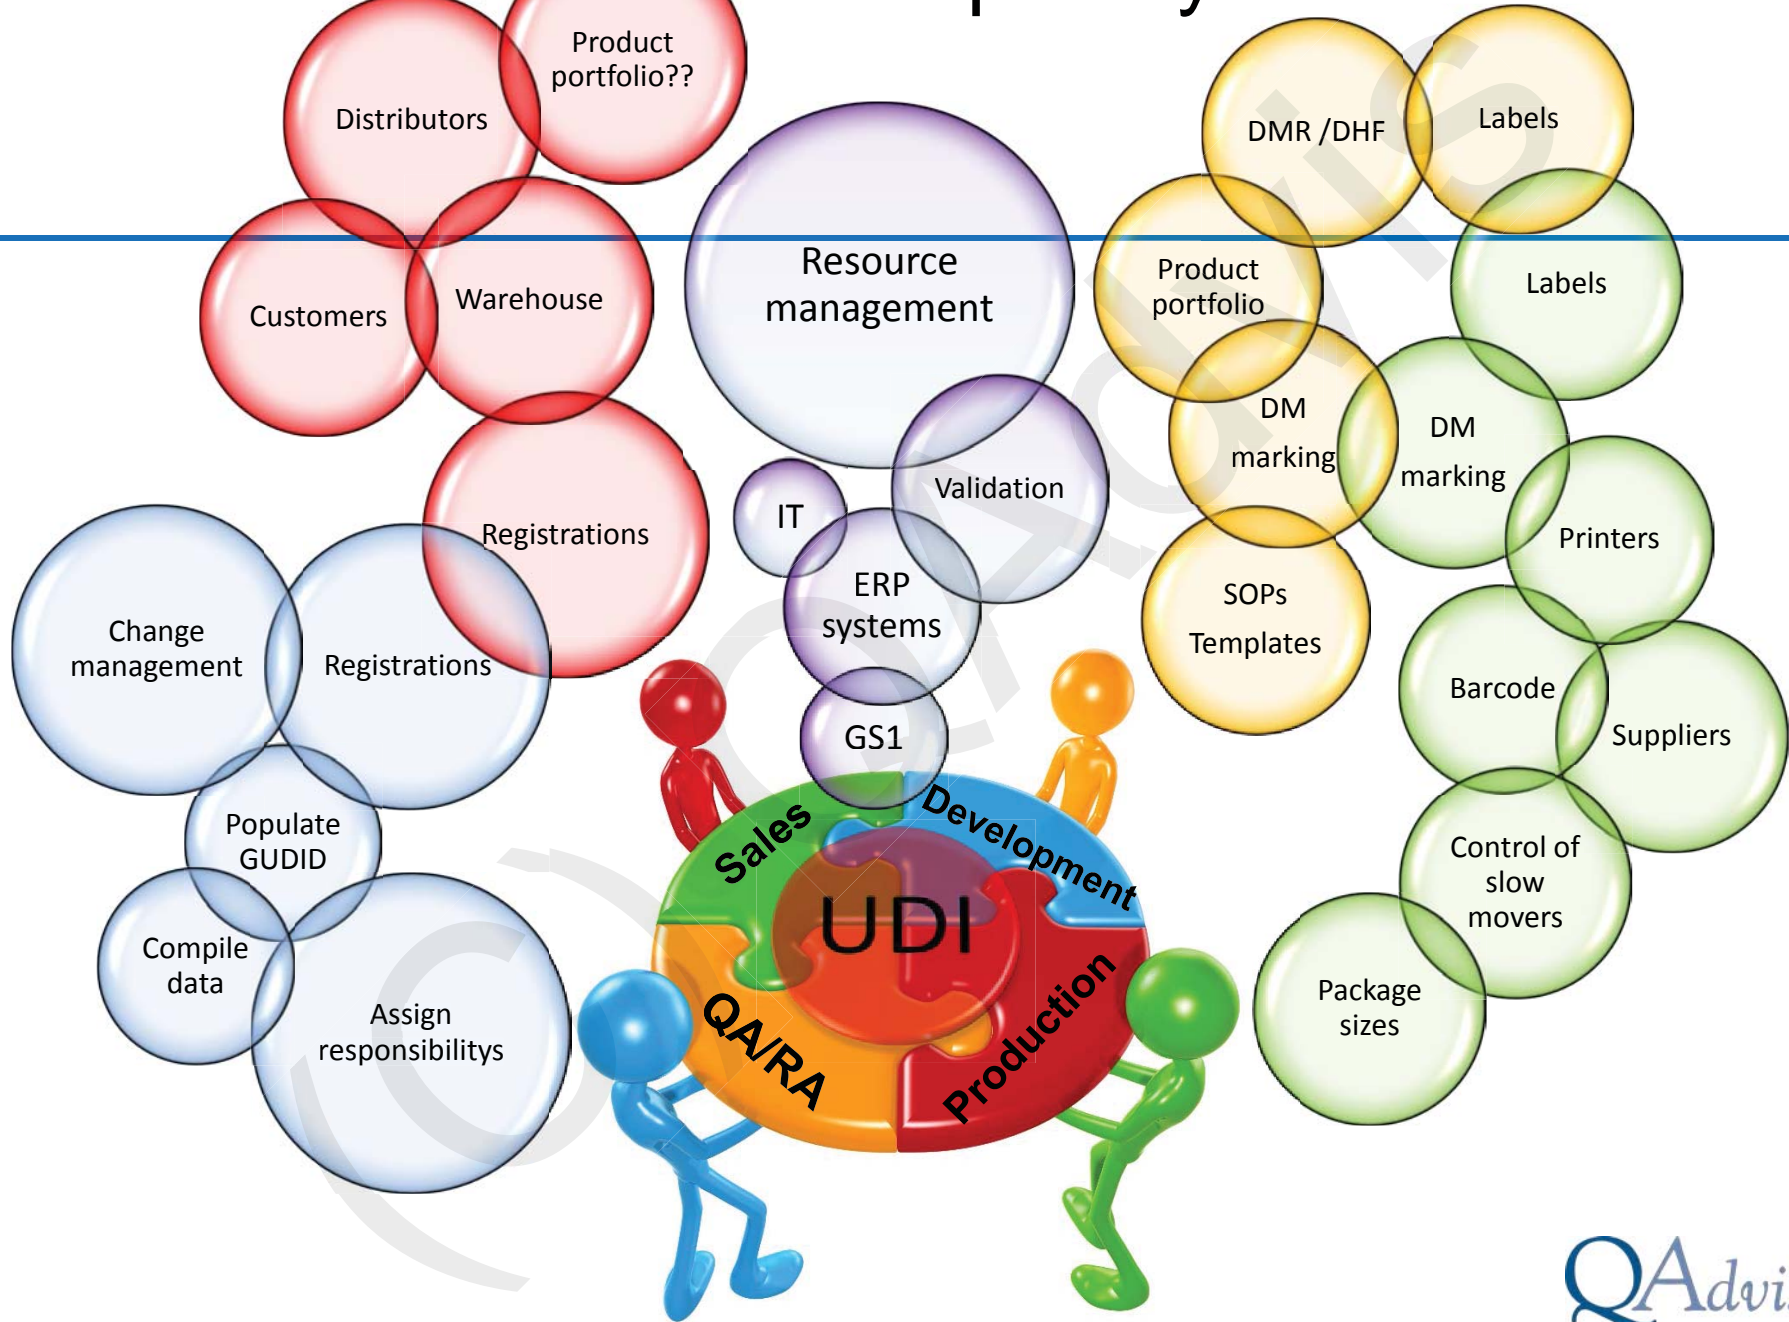 Product
portfolio??
Distributors
Customers
Warehouse
Registrations
Resource
management
Validation
IT
ERP
systems
GS1
DMR /DHF
Labels
Product
portfolio
DM
marking
SOPs
Templates
Labels
DM
marking
Printers
Barcode
Suppliers
Control of
slow
movers
Package
sizes
Change
management
Registrations
Populate
GUDID
Compile
data
Assign
responsibilitys
Sales
Development
UDI
QA/RA
Production
(c) QAdvis
QAdvi